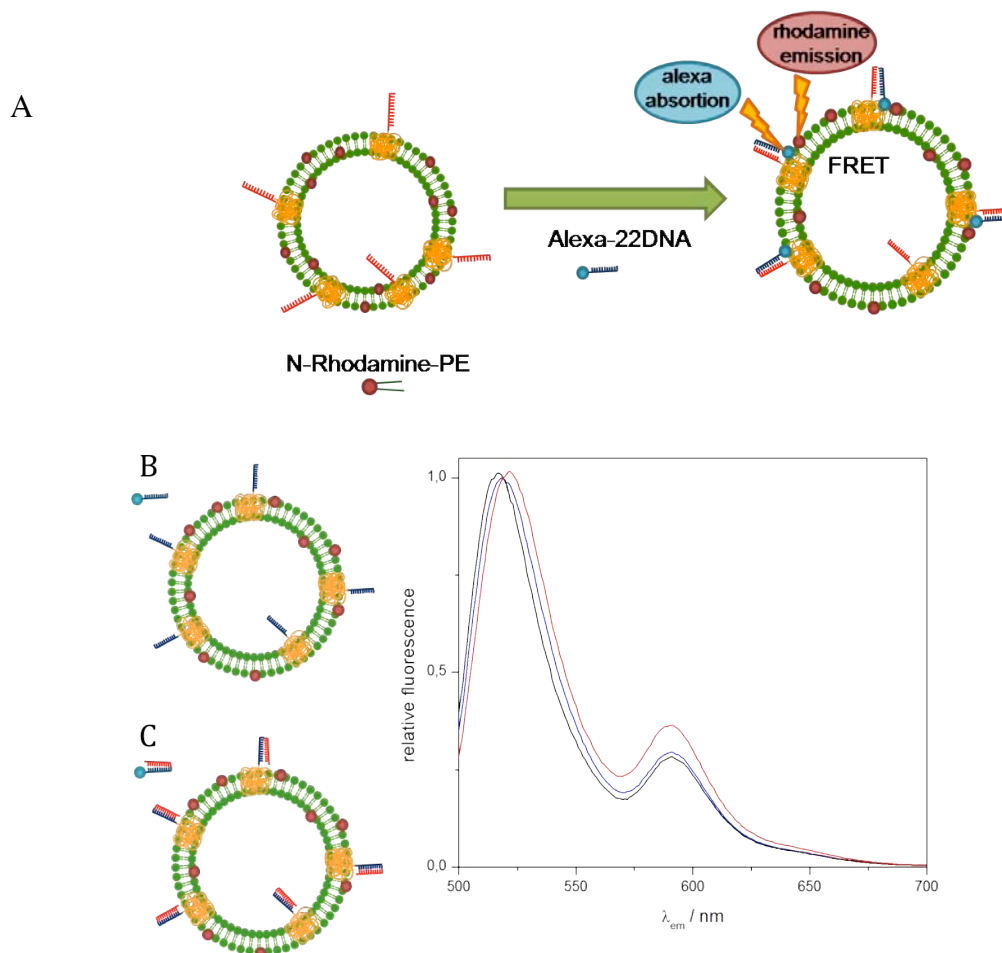 A
rhodamine
emission
alexa
absortion
FRET
Alexa-22DNA
N-Rhodamine-PE
B
C
1,0
0,5
0,0
relative fluorescence
500
550
600
650
700
λem / nm